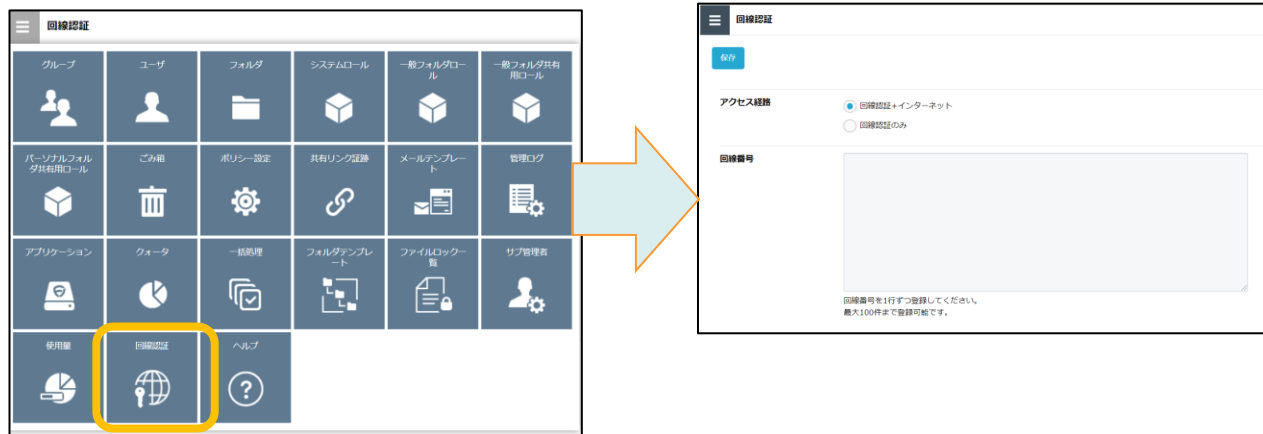 回線認証
グループ
ユーザ
フォルダ
システムロール
一般フォルダロー
ル
一般フォルダ共有
用ロール
パーソナルフォル
ダ共有用ロール
ごみ箱
ポリシー設定
共有リンク証跡
メールテンプレー
ト
管理ログ
アプリケーション
クォータ
一括処理
フォルダテンプレ
ート
ファイルロック一
覧
サブ管理者
使用量
回線認証
ヘルプ
回線認証
保存
アクセス経路
回線認証+インターネット
回線認証のみ
回線番号
回線番号を1行ずつ登録してください。
最大100件まで登録可能です。